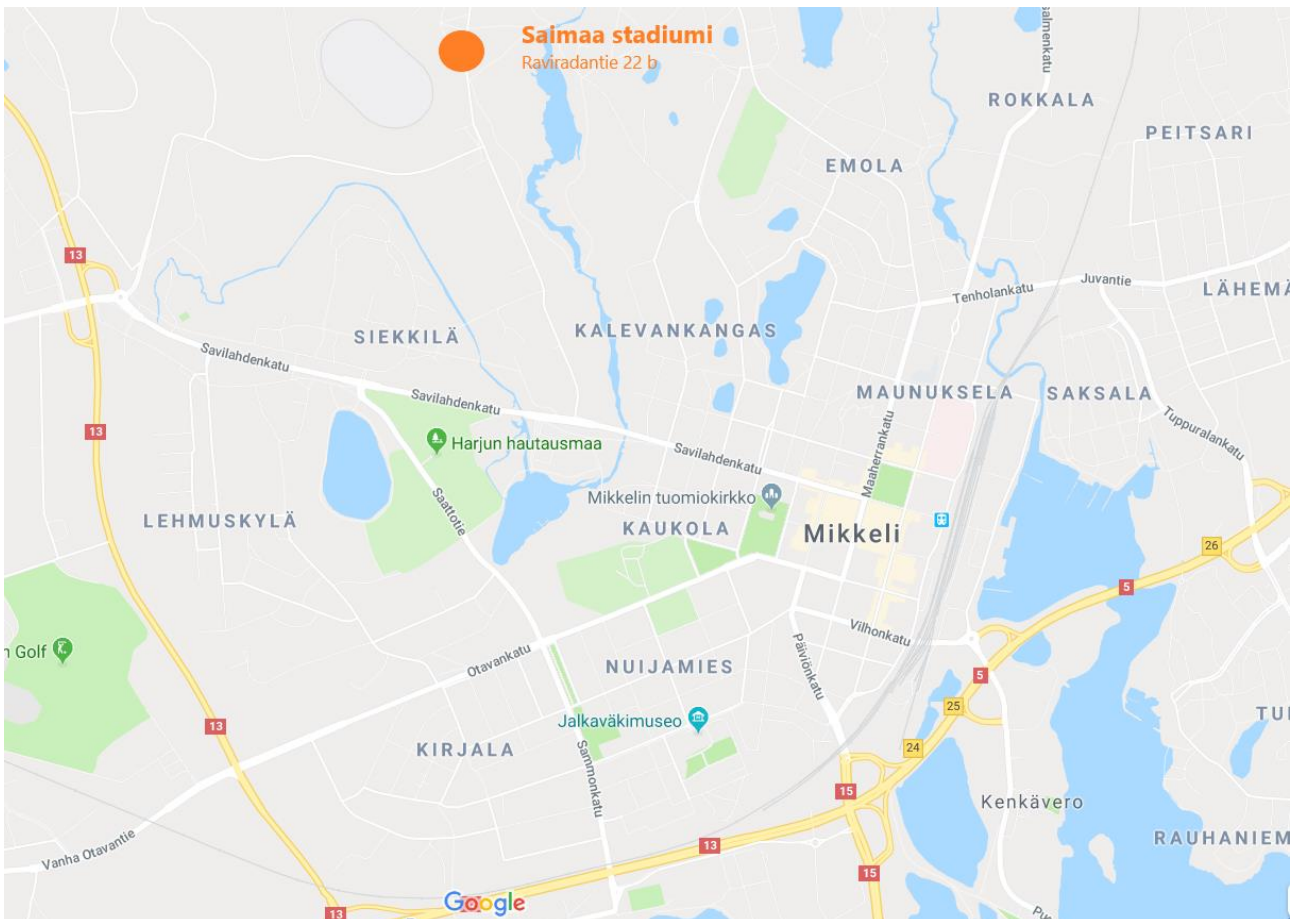 Saimaa stadiumi
Raviradantie 22 b
ROKKALA
PEITSARI
EMOLA
13
Juvantie
Tenholankatu
LÄHEMÄ
SIEKKILÄ
KALEVANKANGAS
Savilahdenkatu
MAUNUKSELA
SAKSALA
Savilahdenkatu
13
Tuppuralankatu
Harjun hautausmaa
Savilahdenkatu
Maaherrankatu
Mikkelin tuomiokirkko
Saattotie
LEHMUSKYLÄ
KAUKOLA
Mikkeli
26
5
Vilhonkatu
Päiviönkatu
n Golf
Otavankatu
NUIJAMIES
5
25
13
Jalkaväkimuseo
TU
KIRJALA
Sammonkatu
24
15
Kenkävero
Vanha Otavantie
13
RAUHANIEM
15
Google
13